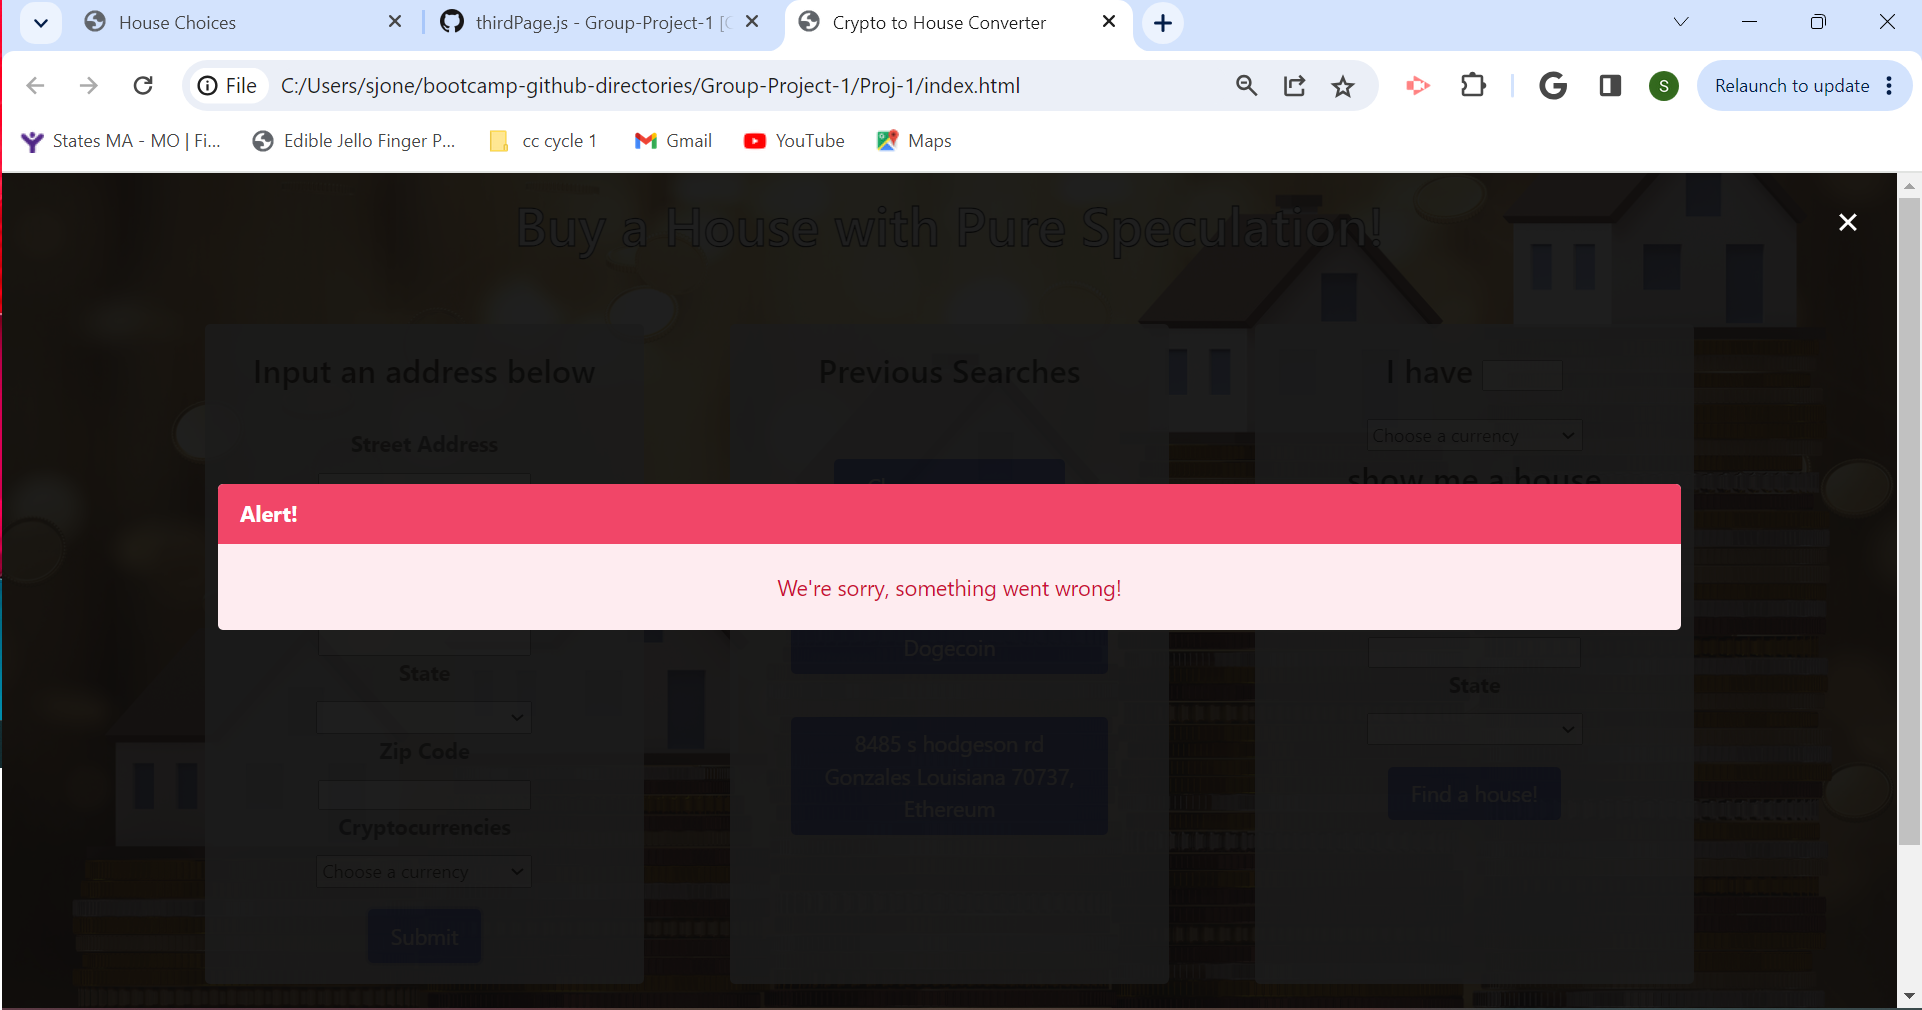 House Choices
thirdPage.js - Group-Project-1
Crypto to House Converter
File
C:/Users/sjone/bootcamp-github-directories/Group-Project-1/Proj-1/index.html
S
Relaunch to update
States MA - MO | Fi...
Edible Jello Finger P...
cc cycle 1
Gmail
YouTube
Maps
Buy a House with Pure Speculation!
Input an address below
Street Address
State
Zip Code
Cryptocurrencies
Choose a currency
Submit
Previous Searches
Dogecoin
8485 s hodgeson rd
Gonzales Louisiana 70737,
Ethereum
I have
Choose a currency
show me a house
State
Find a house!
Alert!
We're sorry, something went wrong!